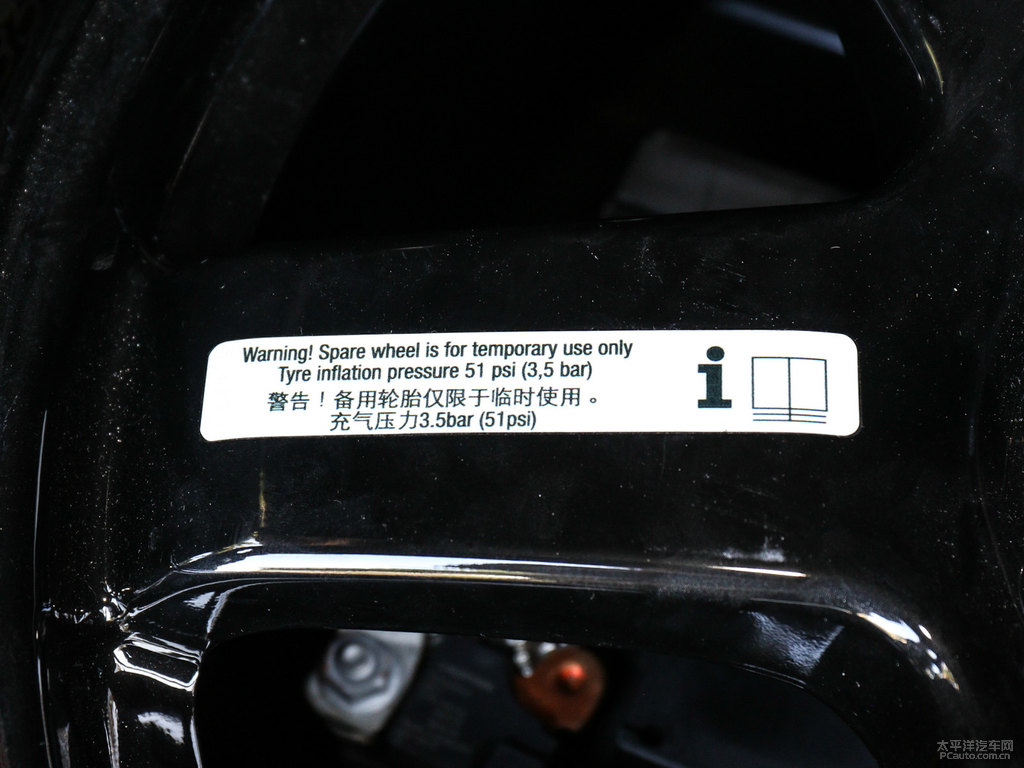 Warning! Spare wheel is for temporary use only
Tyre inflation pressure 51 psi (3,5 bar)
警告！备用轮胎仅限于临时使用。
充气压力3.5bar (51psi)
i
太平洋汽车网
PCauto.com.cn